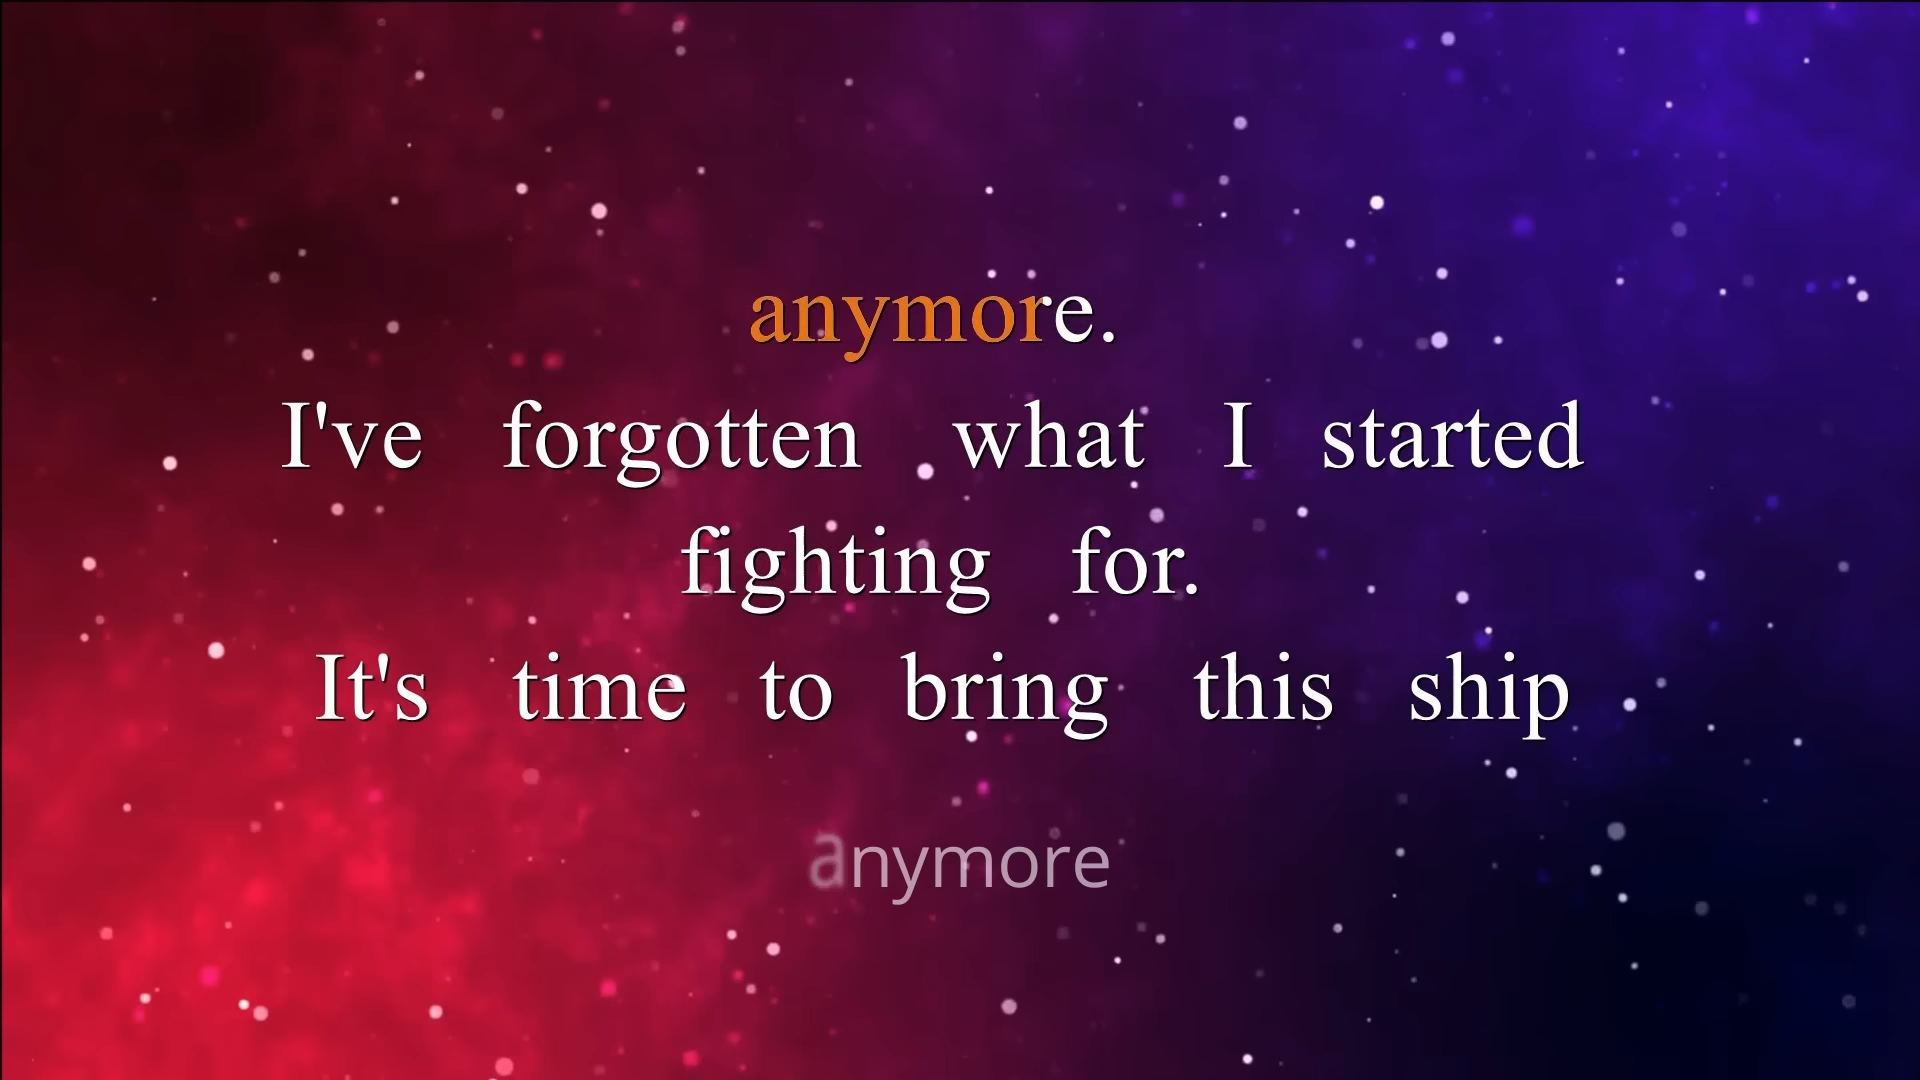 anymore.
I've forgotten what I started
fighting for.
It's time to bring this ship
anymore